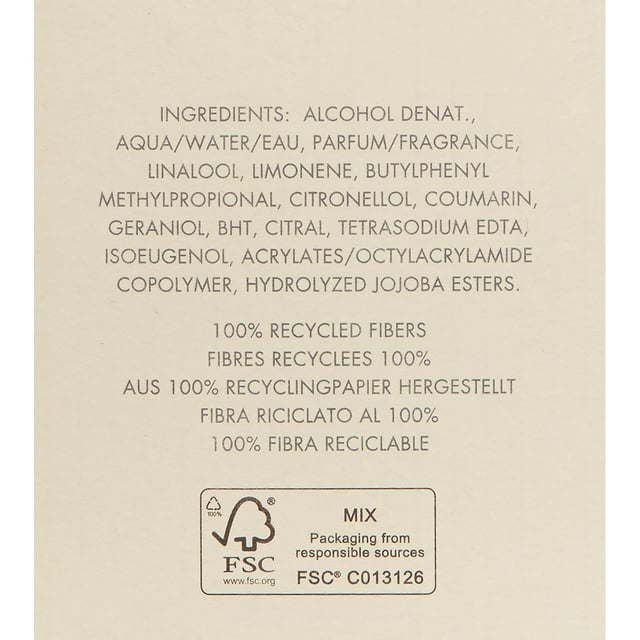 INGREDIENTS: ALCOHOL DENAT.,
AQUA/WATER/EAU, PARFUM/FRAGRANCE,
LINALOOL, LIMONENE, BUTYLPHENYL
METHYLPROPIONAL, CITRONELLOL, COUMARIN,
GERANIOL, BHT, CITRAL, TETRASODIUM EDTA,
ISOEUGENOL, ACRYLATES/OCTYLACRYLAMIDE
COPOLYMER, HYDROLYZED JOJOBA ESTERS.
100% RECYCLED FIBERS
FIBRES RECYCLEES 100%
AUS 100% RECYCLINGPAPIER HERGESTELLT
FIBRA RICICLATO AL 100%
100% FIBRA RECICLABLE
100%
®
FSC
www.fsc.org
MIX
Packaging from
responsible sources
FSC® C013126